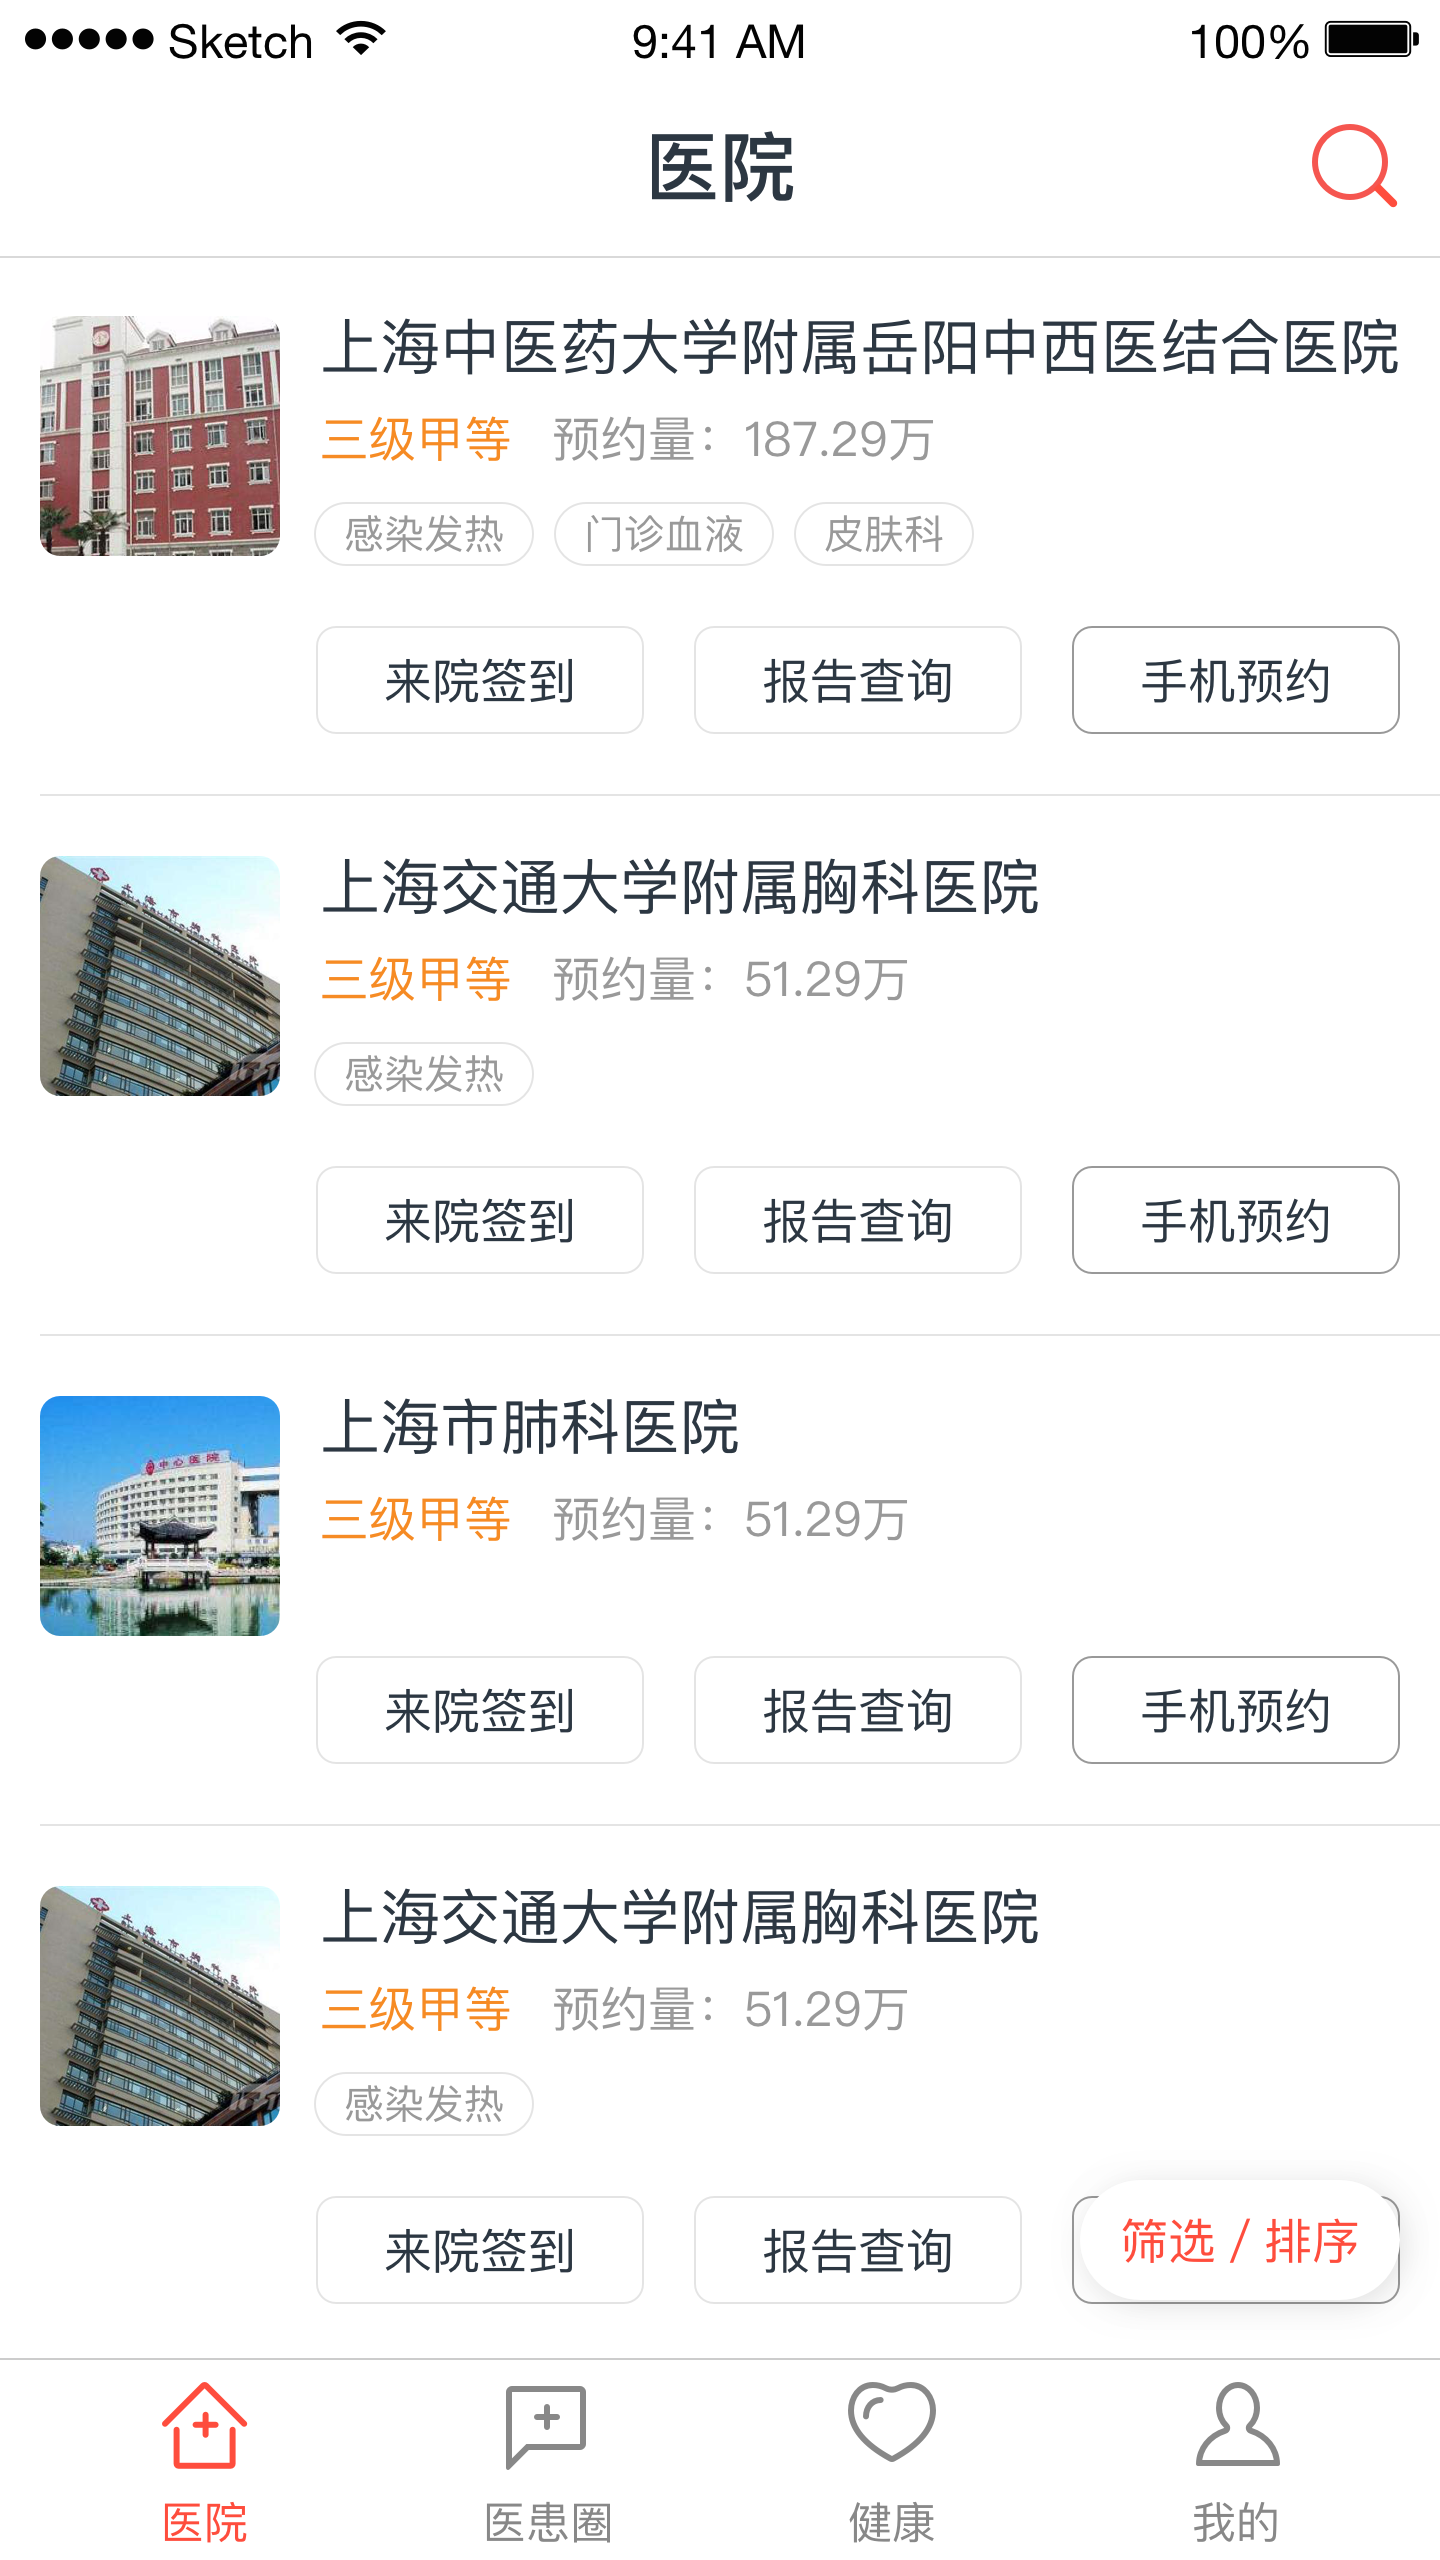 Sketch 9:41 AM 100%
医院
上海中医药大学附属岳阳中西医结合医院
三级甲等 预约量：187.29万
感染发热 门诊血液 皮肤科
来院签到 报告查询 手机预约
上海交通大学附属胸科医院
三级甲等 预约量：51.29万
感染发热
来院签到 报告查询 手机预约
上海市肺科医院
中心医院
三级甲等 预约量：51.29万
来院签到 报告查询 手机预约
上海交通大学附属胸科医院
三级甲等 预约量：51.29万
感染发热
来院签到 报告查询
筛选 / 排序
医院 医患圈 健康 我的